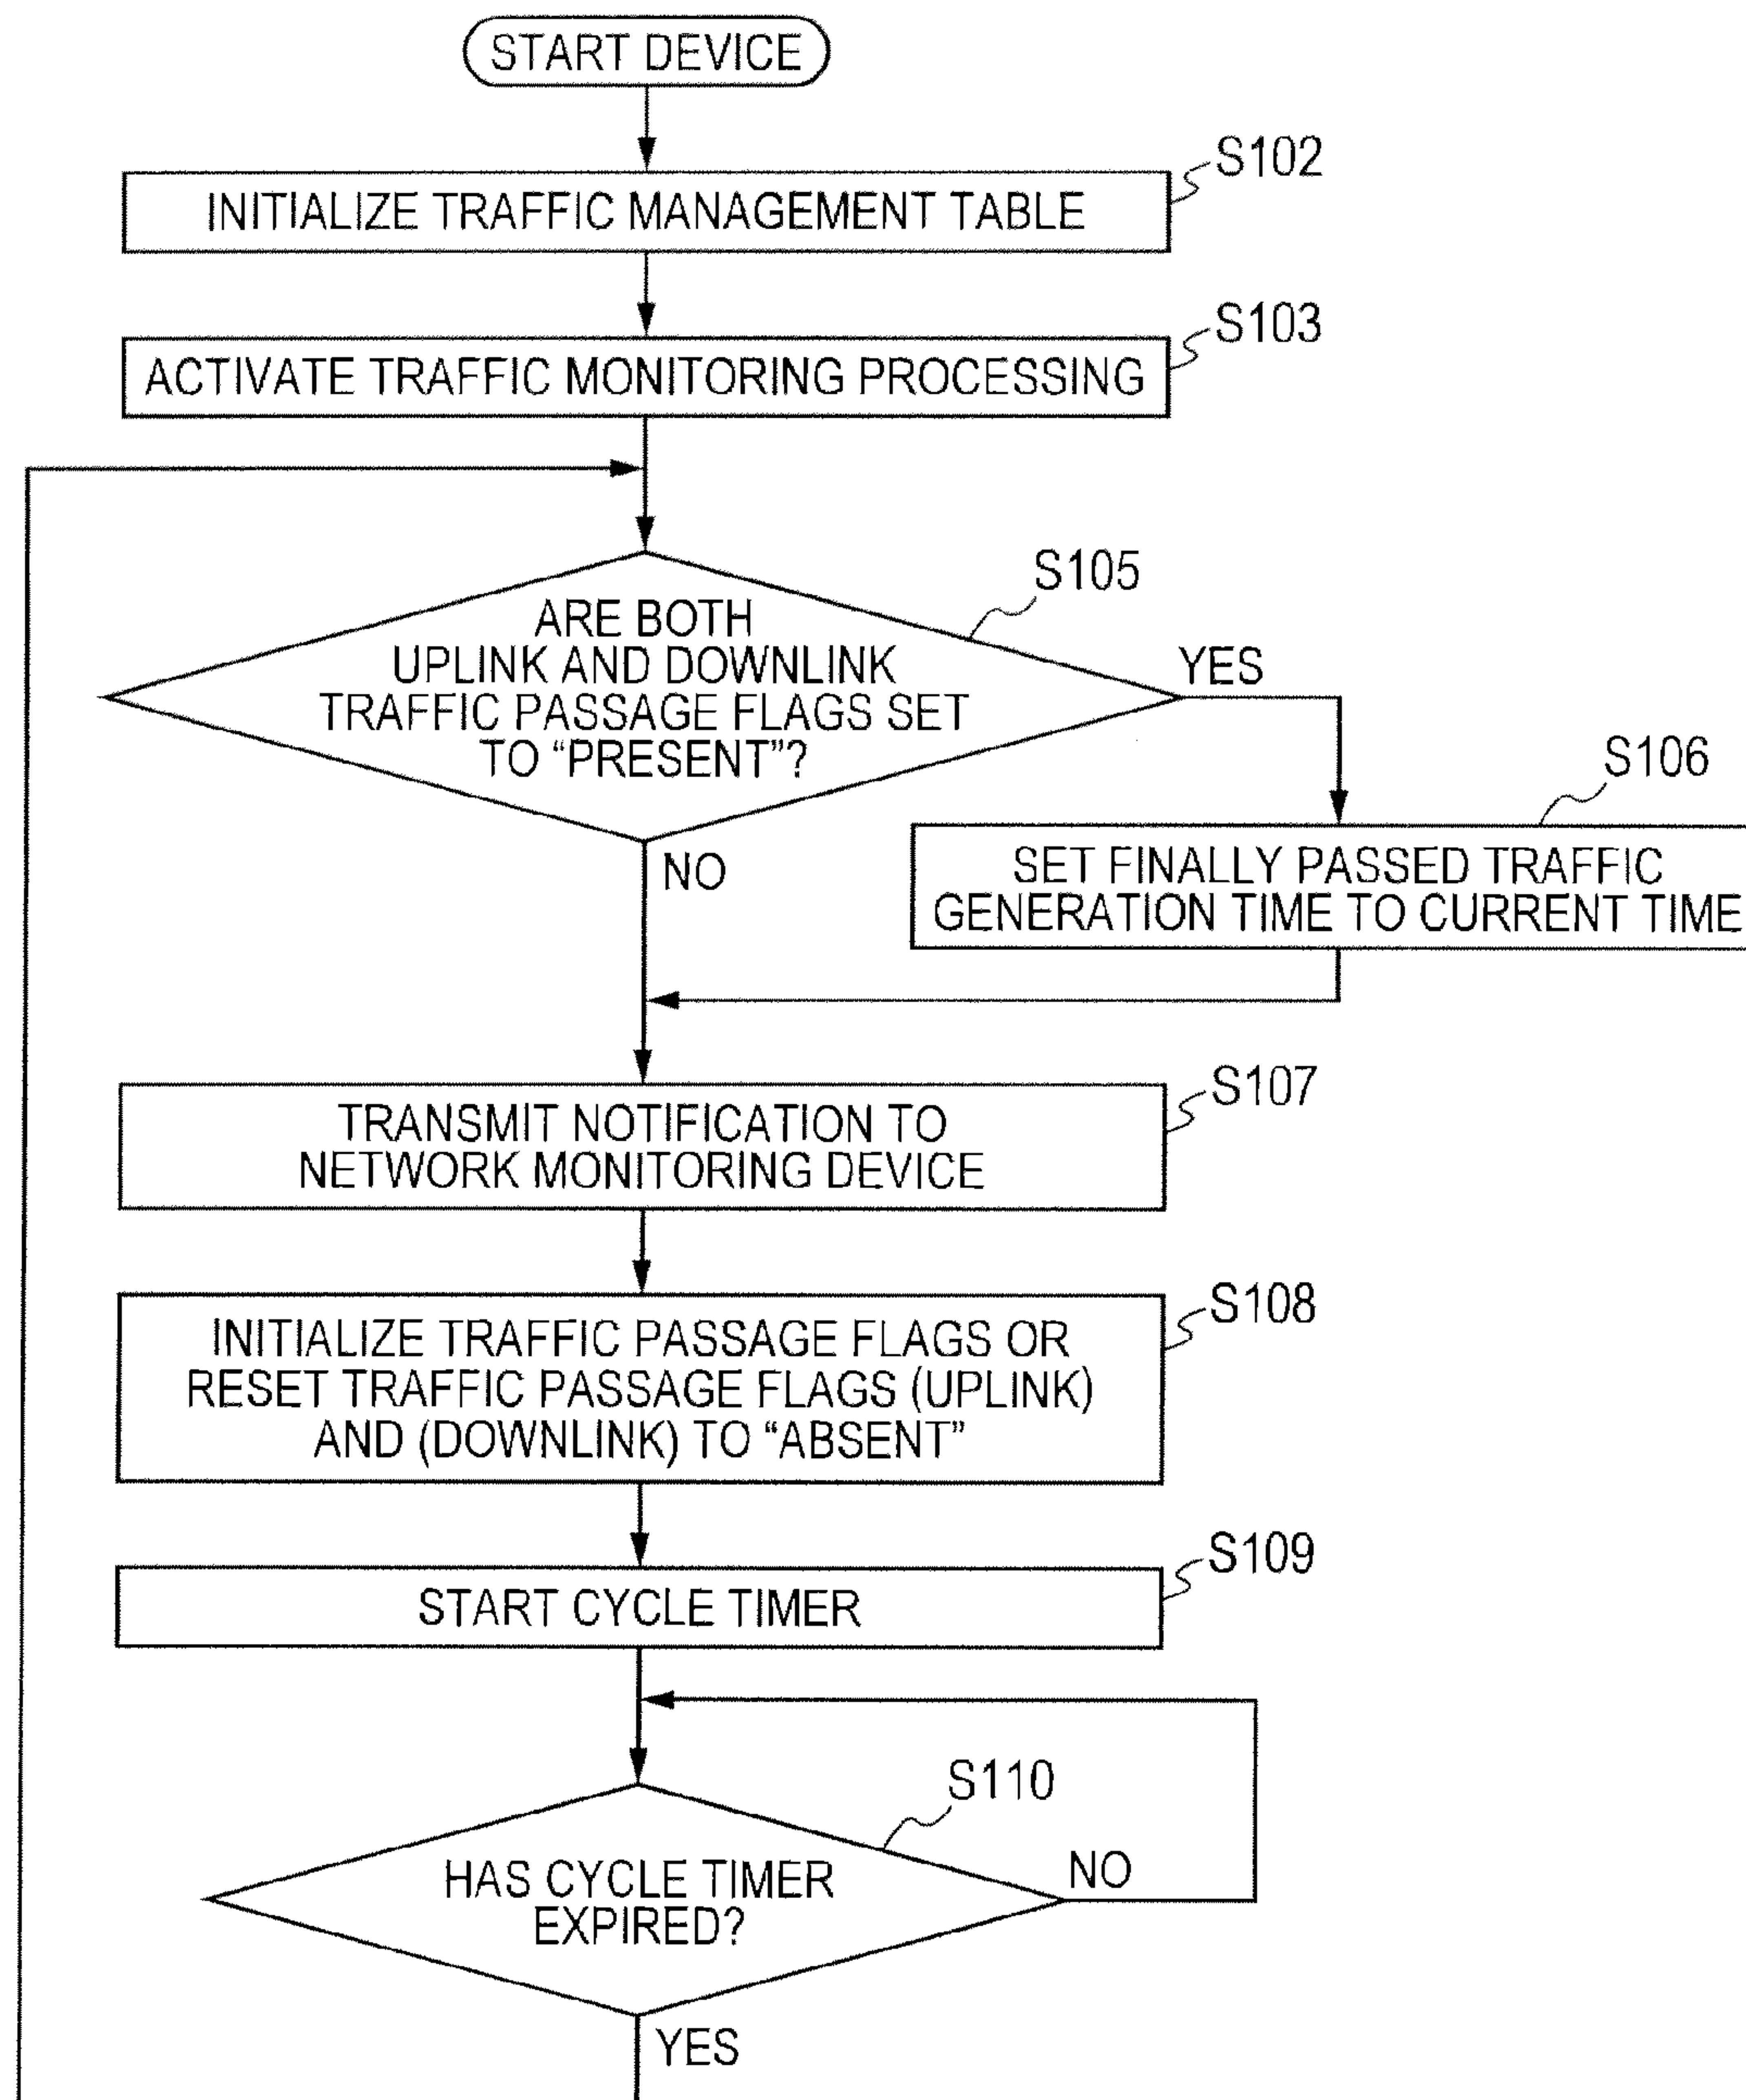 START DEVICE
S102
INITIALIZE TRAFFIC MANAGEMENT TABLE
S103
ACTIVATE TRAFFIC MONITORING PROCESSING
S105
ARE BOTH
UPLINK AND DOWNLINK
TRAFFIC PASSAGE FLAGS SET
TO “PRESENT”?
YES
NO
S106
SET FINALLY PASSED TRAFFIC
GENERATION TIME TO CURRENT TIME
S107
TRANSMIT NOTIFICATION TO
NETWORK MONITORING DEVICE
S108
INITIALIZE TRAFFIC PASSAGE FLAGS OR
RESET TRAFFIC PASSAGE FLAGS (UPLINK)
AND (DOWNLINK) TO “ABSENT”
S109
START CYCLE TIMER
S110
HAS CYCLE TIMER
EXPIRED?
NO
YES